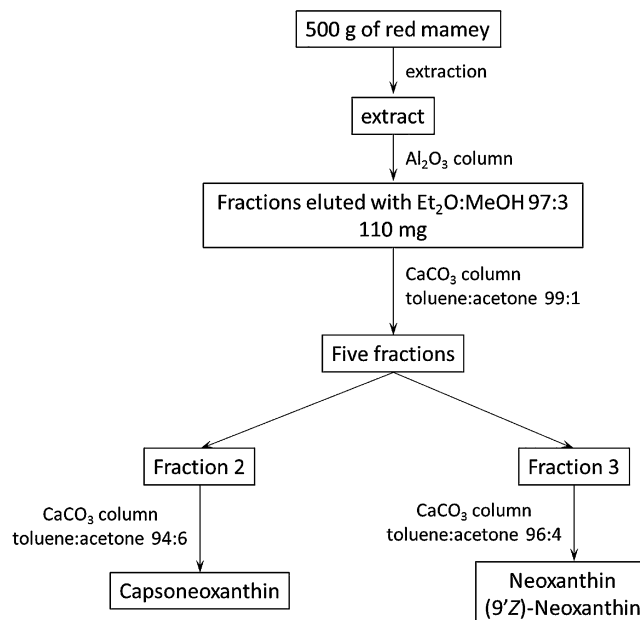 500 g of red mamey
extraction
extract
Al₂O₃ column
Fractions eluted with Et₂O:MeOH 97:3
110 mg
CaCO₃ column
toluene:acetone 99:1
Five fractions
Fraction 2
Fraction 3
CaCO₃ column
toluene:acetone 94:6
CaCO₃ column
toluene:acetone 96:4
Capsoneoxanthin
Neoxanthin
(9'Z)-Neoxanthin